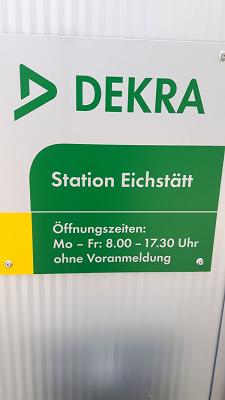 DEKRA
Station Eichstätt
Öffnungszeiten:
Mo – Fr: 8.00 – 17.30 Uhr
ohne Voranmeldung